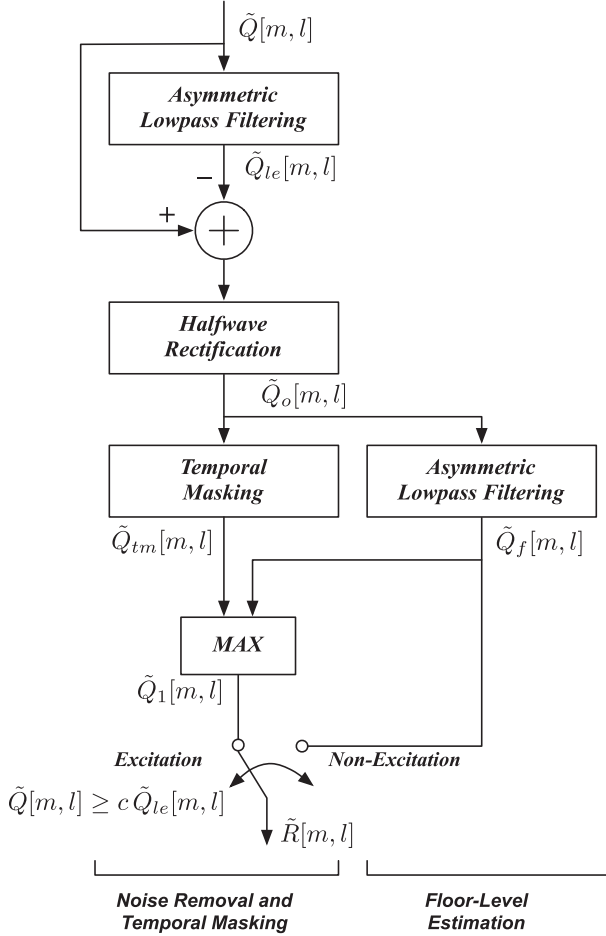 Q̃[m, l]
Asymmetric
Lowpass Filtering
Q̃le[m, l]
−
+
+
Halfwave
Rectification
Q̃o[m, l]
Temporal
Masking
Asymmetric
Lowpass Filtering
Q̃tm[m, l]
Q̃f[m, l]
MAX
Q̃1[m, l]
Excitation
Non-Excitation
Q̃[m, l] ≥ c Q̃le[m, l]
R̃[m, l]
Noise Removal and
Temporal Masking
Floor-Level
Estimation